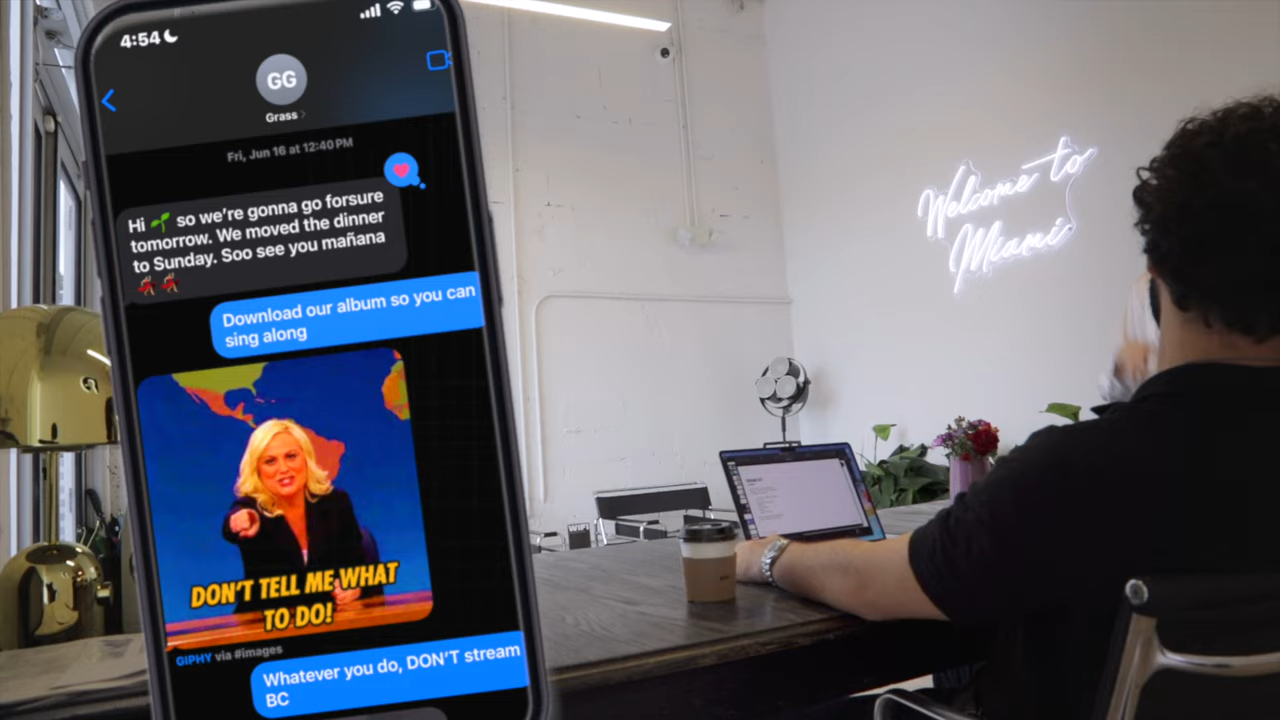 4:54
GG
Grass
Fri, Jun 16 at 12:40 PM
Hi 🌱 so we're gonna go forsure
tomorrow. We moved the dinner
to Sunday. Soo see you mañana
💃💃
Download our album so you can
sing along
DON'T TELL ME WHAT
TO DO!
GIPHY via #images
Whatever you do, DON'T stream
BC
Welcome to
Miami
WIFI